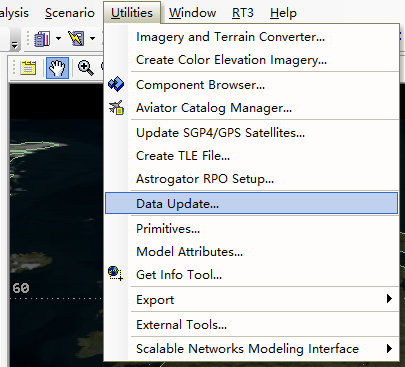 alysis Scenario Utilities Window RT3 Help
Imagery and Terrain Converter...
Create Color Elevation Imagery...
Component Browser...
Aviator Catalog Manager...
Update SGP4/GPS Satellites...
Create TLE File...
Astrogator RPO Setup...
Data Update...
Primitives...
Model Attributes...
Get Info Tool...
60
Export
External Tools...
Scalable Networks Modeling Interface